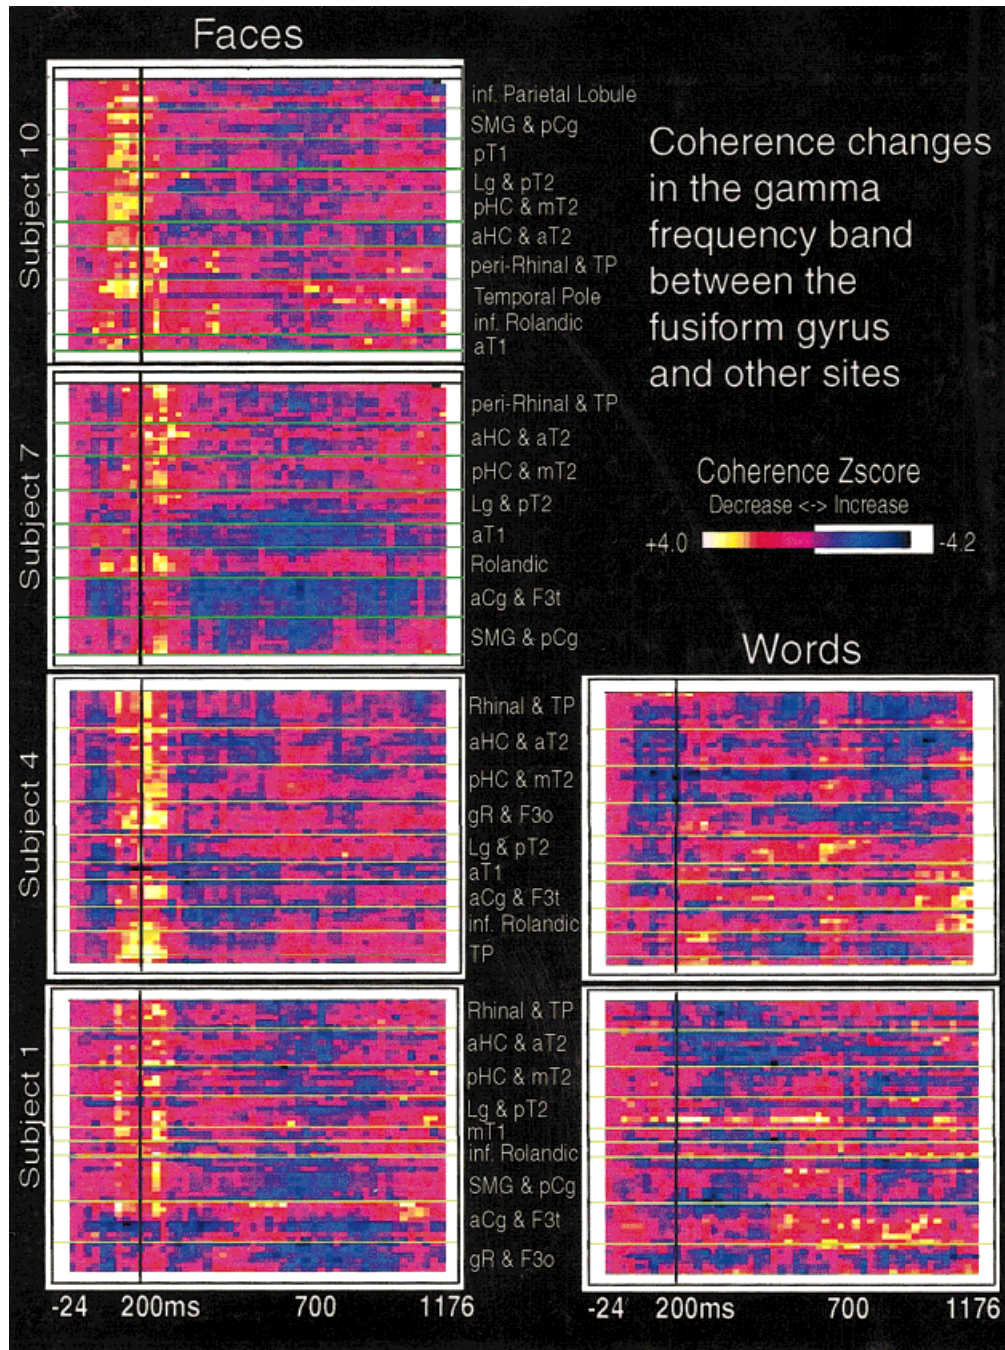 Faces
Subject 10
inf. Parietal Lobule
SMG & pCg
pT1
Lg & pT2
pHC & mT2
aHC & aT2
peri-Rhinal & TP
Temporal Pole
inf. Rolandic
aT1
Coherence changes
in the gamma
frequency band
between the
fusiform gyrus
and other sites
Coherence Zscore
Decrease <-> Increase
+4.0
-4.2
Subject 7
peri-Rhinal & TP
aHC & aT2
pHC & mT2
Lg & pT2
aT1
Rolandic
aCg & F3t
SMG & pCg
Words
Subject 4
Rhinal & TP
aHC & aT2
pHC & mT2
gR & F3o
Lg & pT2
aT1
aCg & F3t
inf. Rolandic
TP
Subject 1
Rhinal & TP
aHC & aT2
pHC & mT2
Lg & pT2
mT1
inf. Rolandic
SMG & pCg
aCg & F3t
gR & F3o
-24 200ms 700 1176
-24 200ms 700 1176